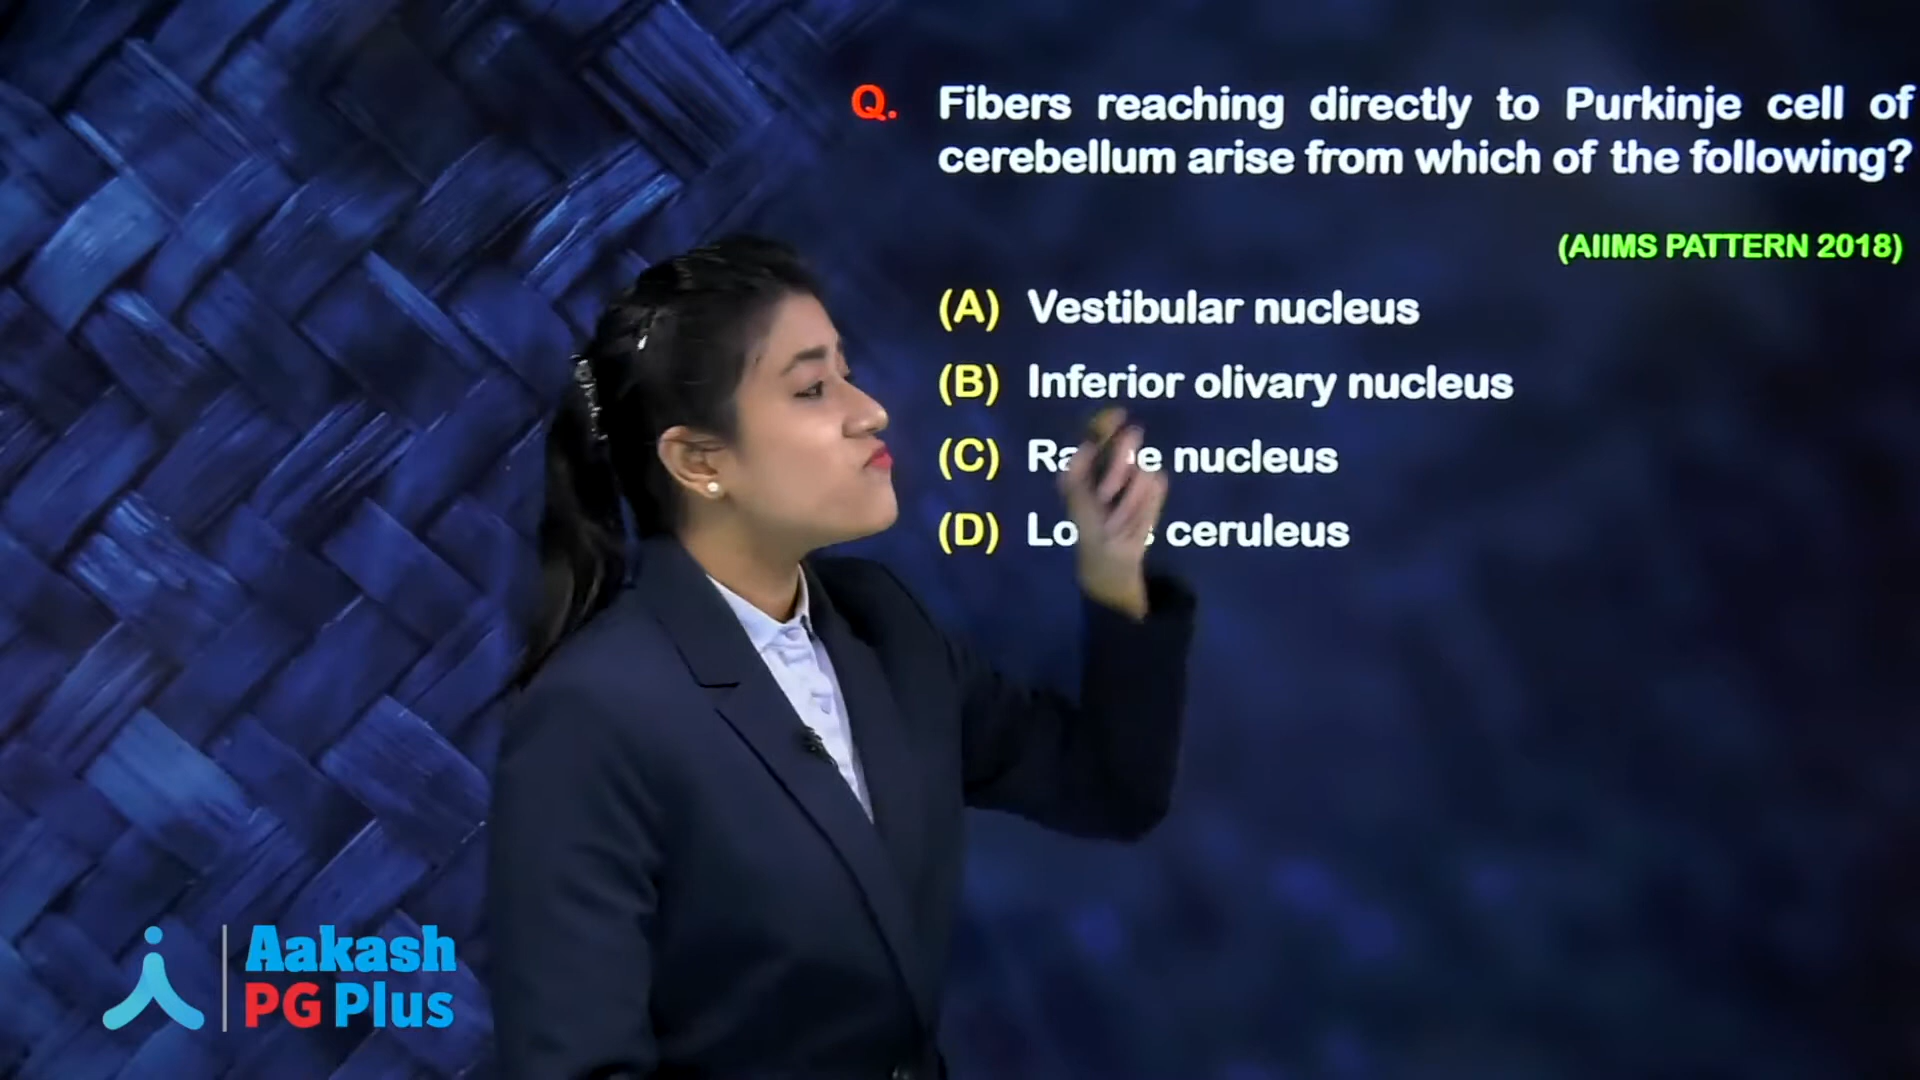 Q. Fibers reaching directly to Purkinje cell of
cerebellum arise from which of the following?
(AIIMS PATTERN 2018)
(A) Vestibular nucleus
(B) Inferior olivary nucleus
(C) nucleus
(D) ceruleus
Aakash
PG Plus